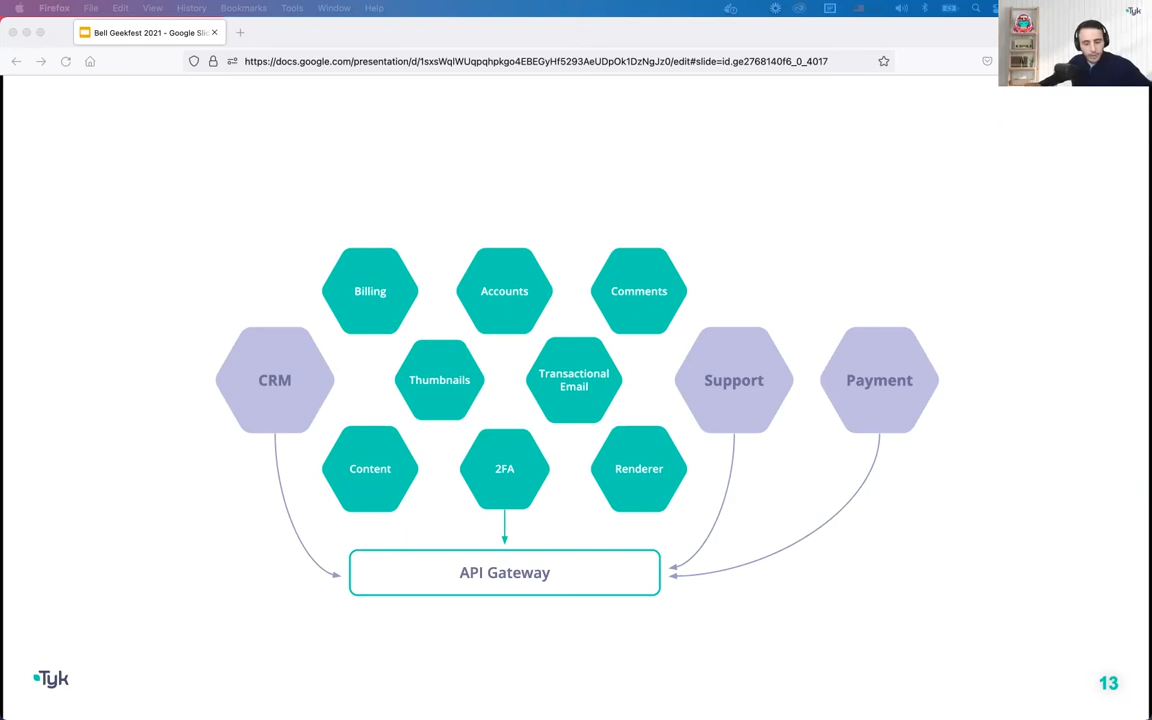 Firefox File Edit View History Bookmarks Tools Window Help
Tyk
Bell Geekfest 2021 - Google Slid
https://docs.google.com/presentation/d/1sxsWqlWUqpqhpkgo4EBEGyHf5293AeUDpOk1DzNgJz0/edit#slide=id.ge2768140f6_0_4017
Billing
Accounts
Comments
CRM
Thumbnails
Transactional
Email
Support
Payment
Content
2FA
Renderer
API Gateway
Tyk
13